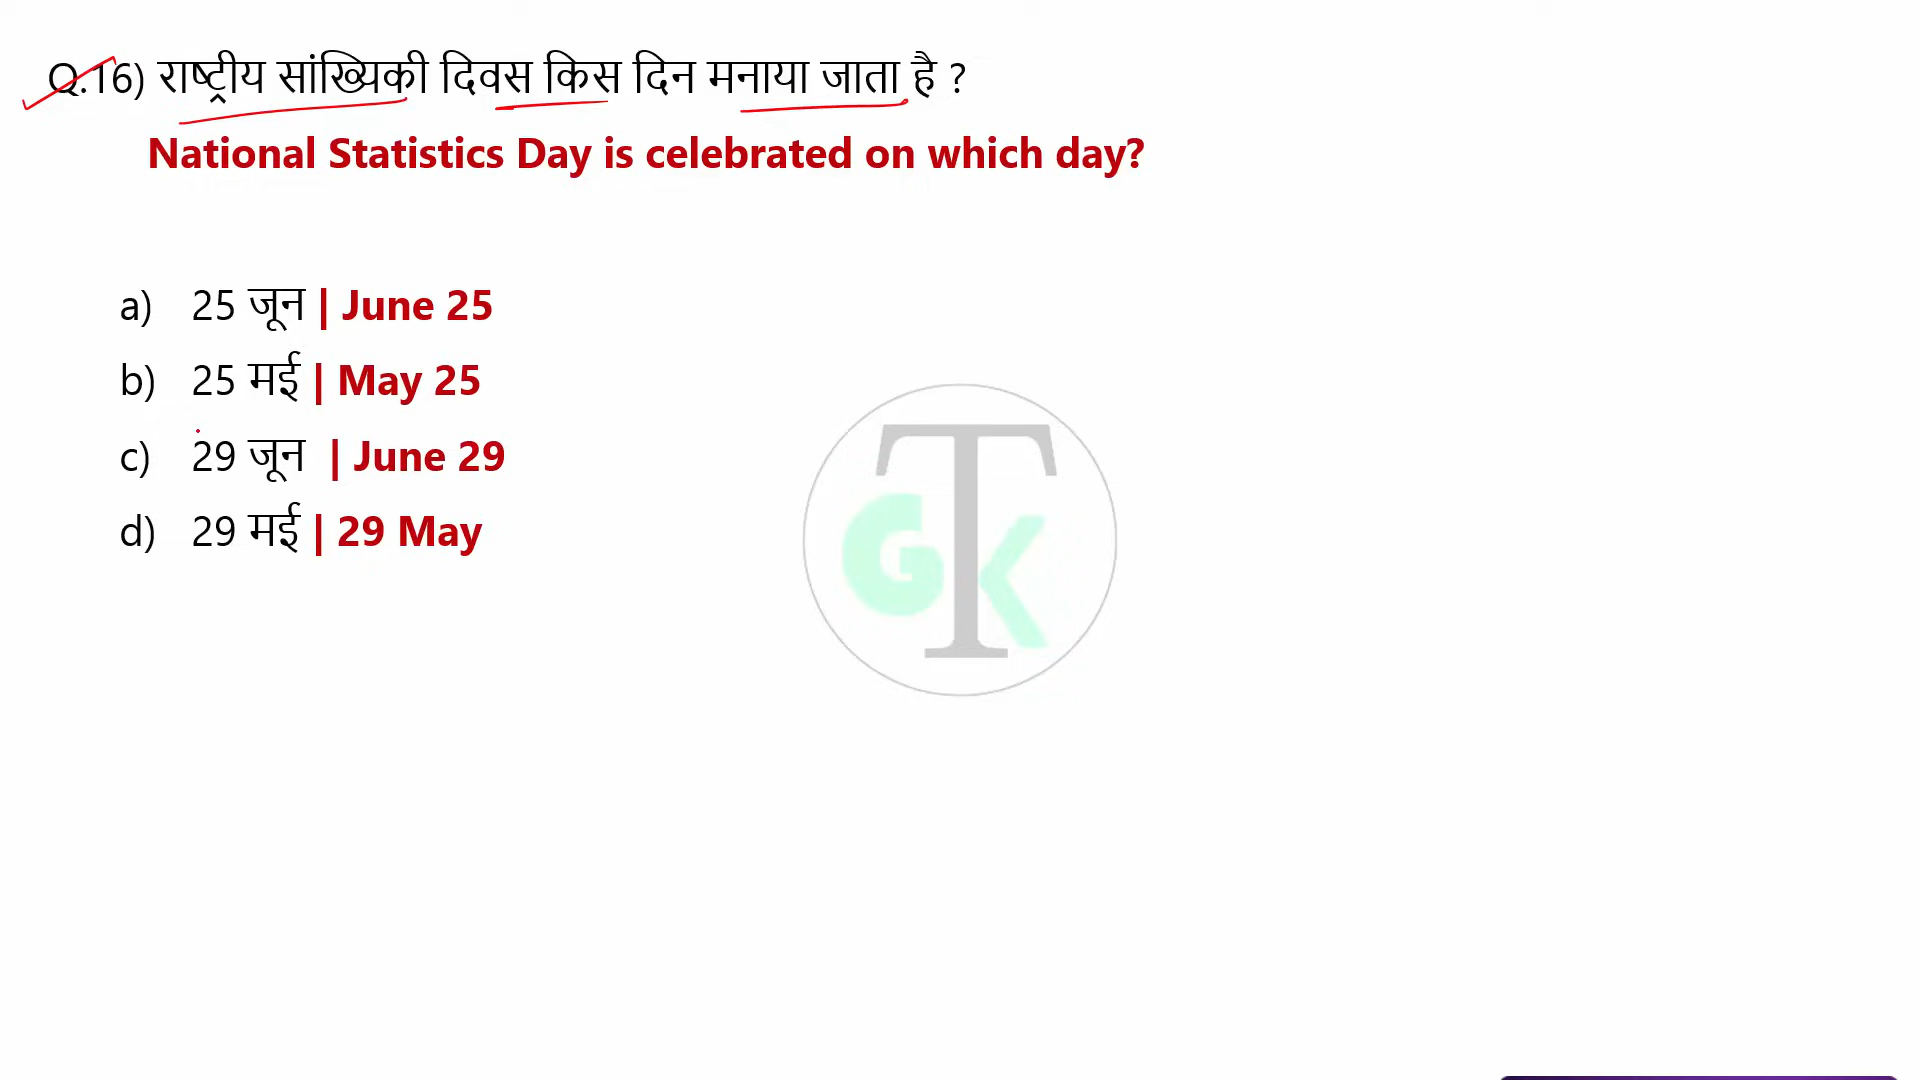 Q.16) राष्ट्रीय सांख्यिकी दिवस किस दिन मनाया जाता है ?
National Statistics Day is celebrated on which day?
a) 25 जून | June 25
b) 25 मई | May 25
c) 29 जून | June 29
d) 29 मई | 29 May
GTK